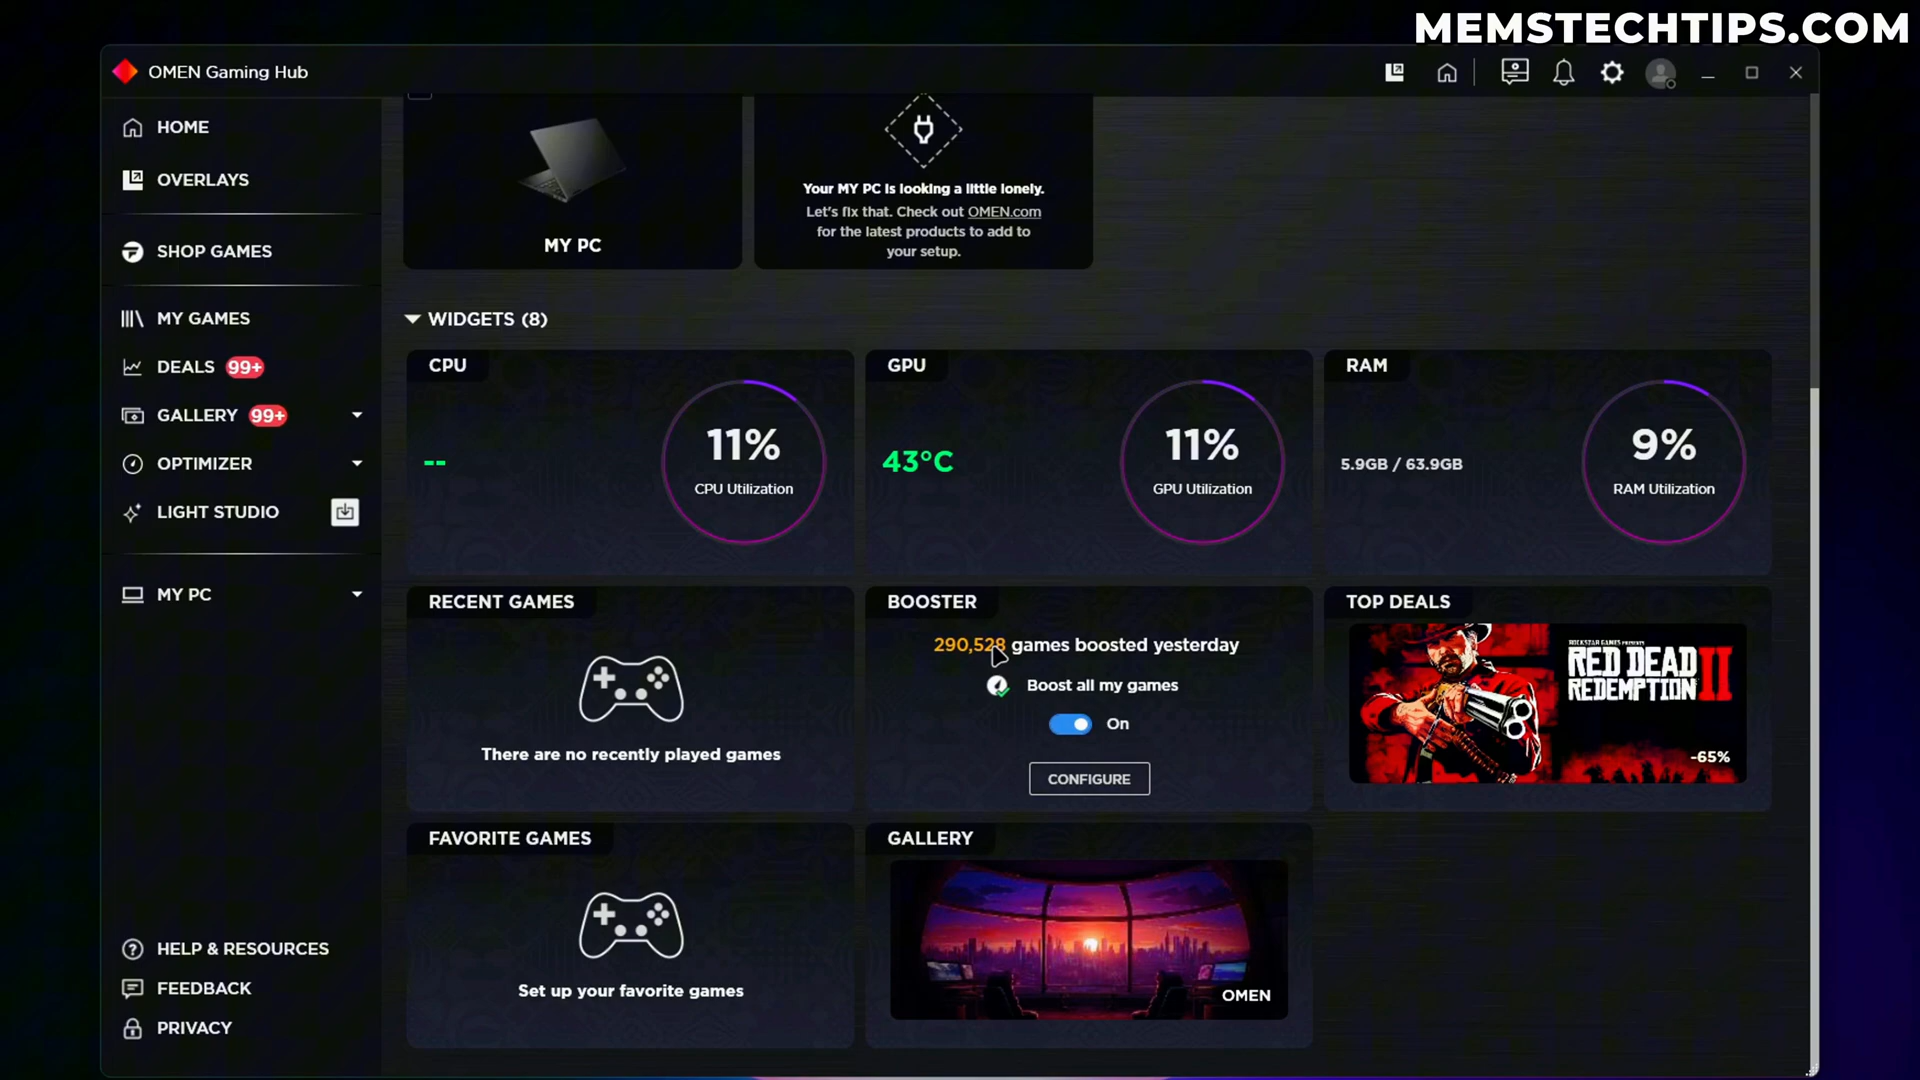 MEMSTECHTIPS.COM
OMEN Gaming Hub
HOME
OVERLAYS
SHOP GAMES
MY GAMES
DEALS 99+
GALLERY 99+
OPTIMIZER
LIGHT STUDIO
MY PC
HELP & RESOURCES
FEEDBACK
PRIVACY
MY PC
Your MY PC is looking a little lonely.
Let's fix that. Check out OMEN.com
for the latest products to add to
your setup.
WIDGETS (8)
CPU
--
11%
CPU Utilization
GPU
43°C
11%
GPU Utilization
RAM
5.9GB / 63.9GB
9%
RAM Utilization
RECENT GAMES
There are no recently played games
BOOSTER
290,528 games boosted yesterday
Boost all my games
On
CONFIGURE
TOP DEALS
ROCKSTAR GAMES PRESENTS
RED DEAD
REDEMPTION II
-65%
FAVORITE GAMES
Set up your favorite games
GALLERY
OMEN